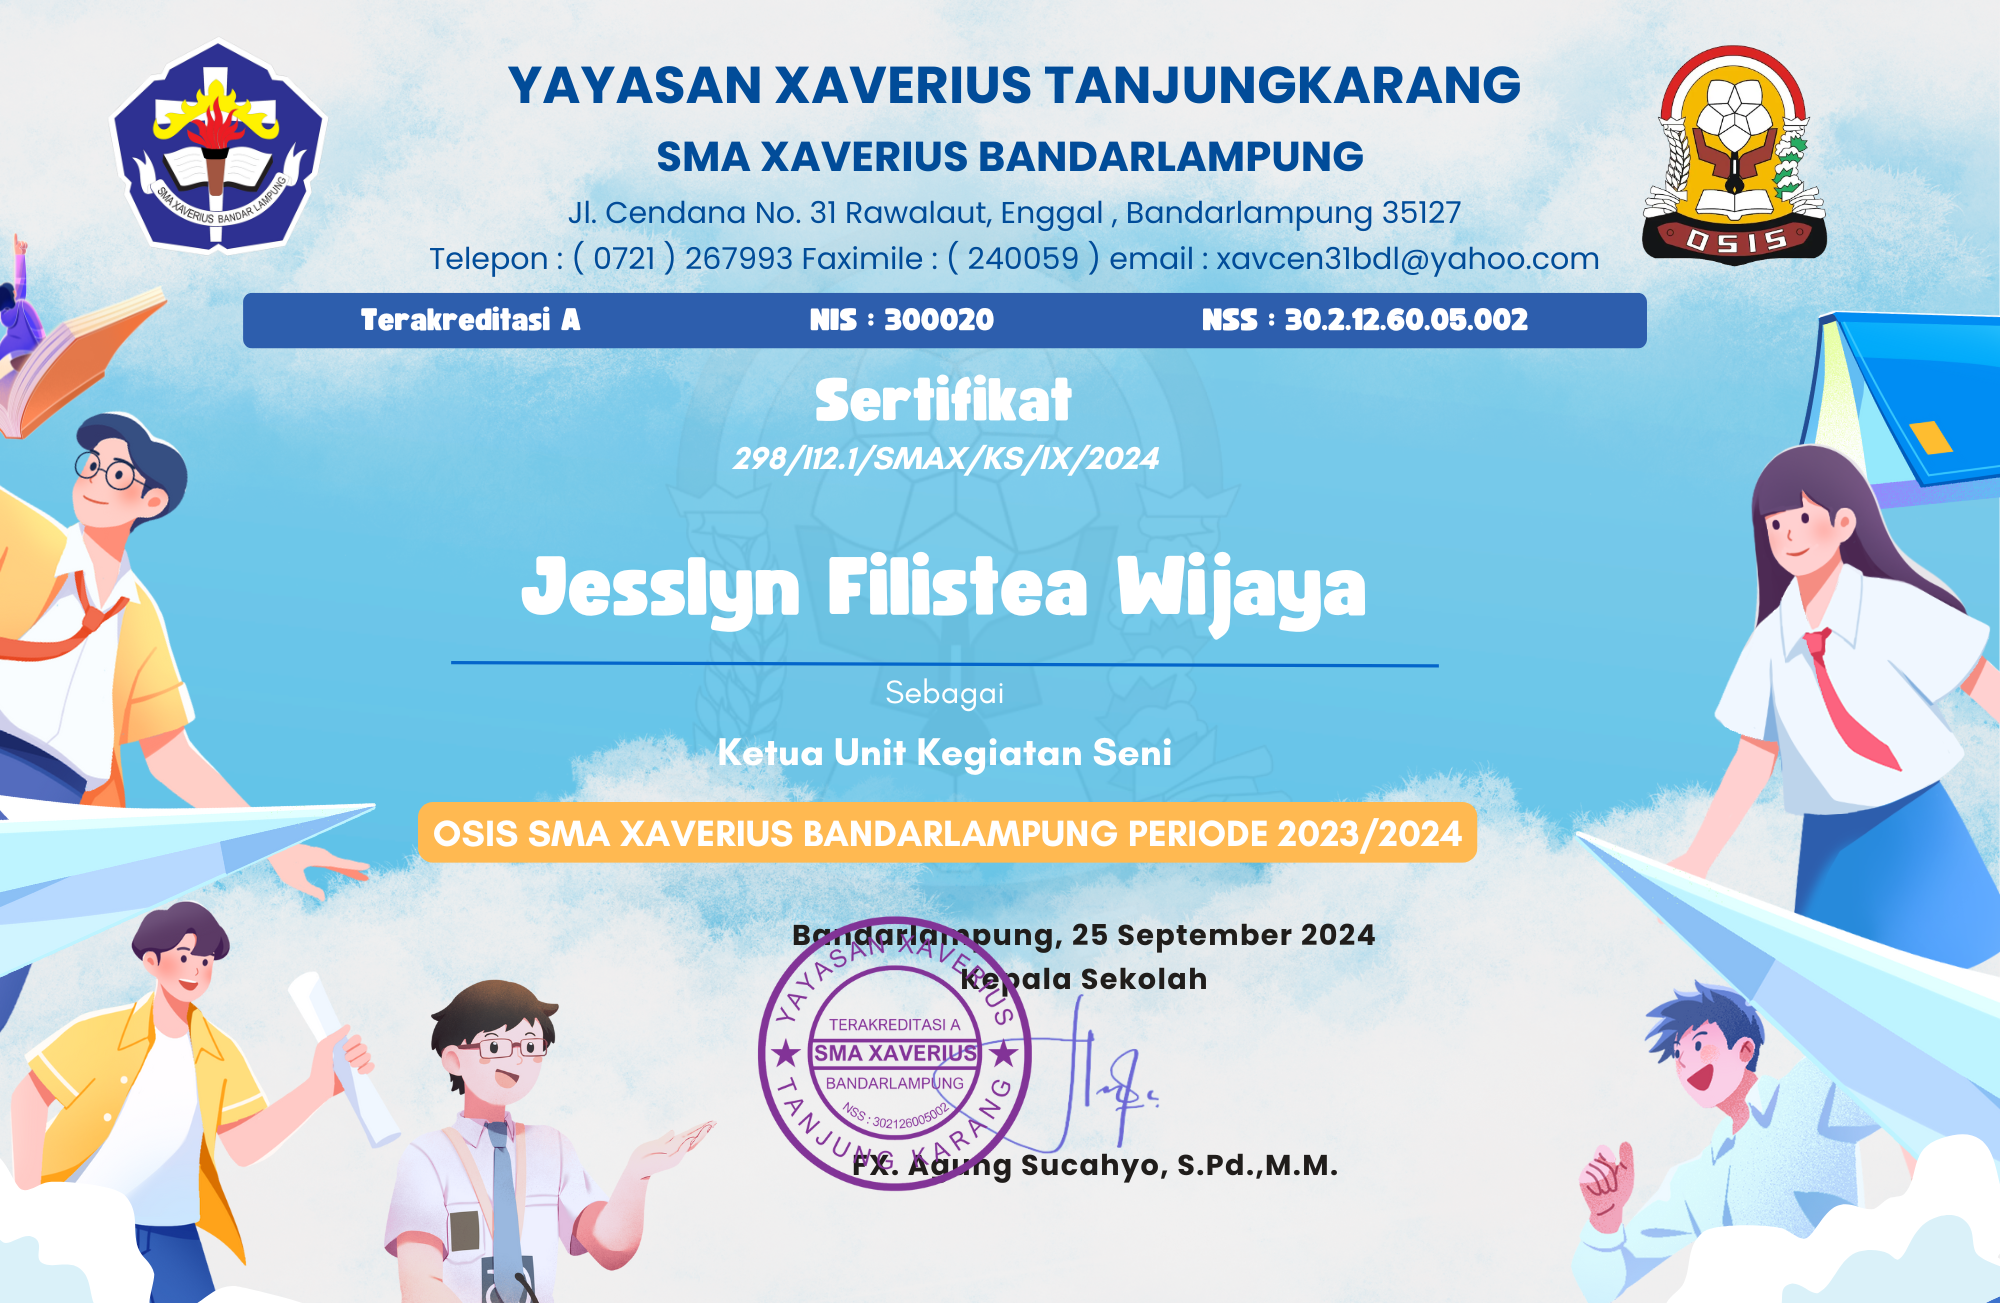 YAYASAN XAVERIUS TANJUNGKARANG
SMA XAVERIUS BANDARLAMPUNG
Jl. Cendana No. 31 Rawalaut, Enggal , Bandarlampung 35127
Telepon : ( 0721 ) 267993 Faximile : ( 240059 ) email : xavcen31bdl@yahoo.com
SMA XAVERIUS BANDAR LAMPUNG
OSIS
Terakreditasi A NIS : 300020 NSS : 30.2.12.60.05.002
Sertifikat
298/I12.1/SMAX/KS/IX/2024
Jesslyn Filistea Wijaya
Sebagai
Ketua Unit Kegiatan Seni
OSIS SMA XAVERIUS BANDARLAMPUNG PERIODE 2023/2024
Bandarlampung, 25 September 2024
Kepala Sekolah
YAYASAN XAVERIUS
TERAKREDITASI A
★ SMA XAVERIUS ★
BANDARLAMPUNG
NSS : 302126005002
TANJUNG KARANG
FX. Agung Sucahyo, S.Pd.,M.M.